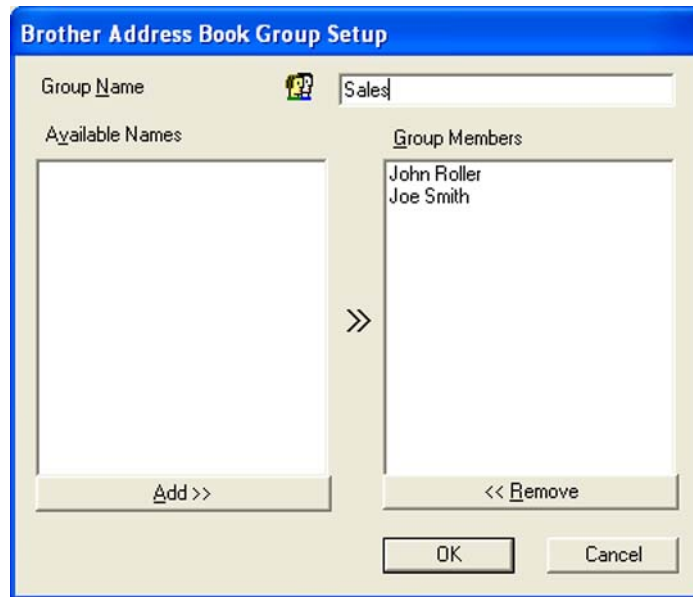 Brother Address Book Group Setup
Group Name
Sales
Available Names
Group Members
John Roller
Joe Smith
>>
Add >>
<< Remove
OK
Cancel